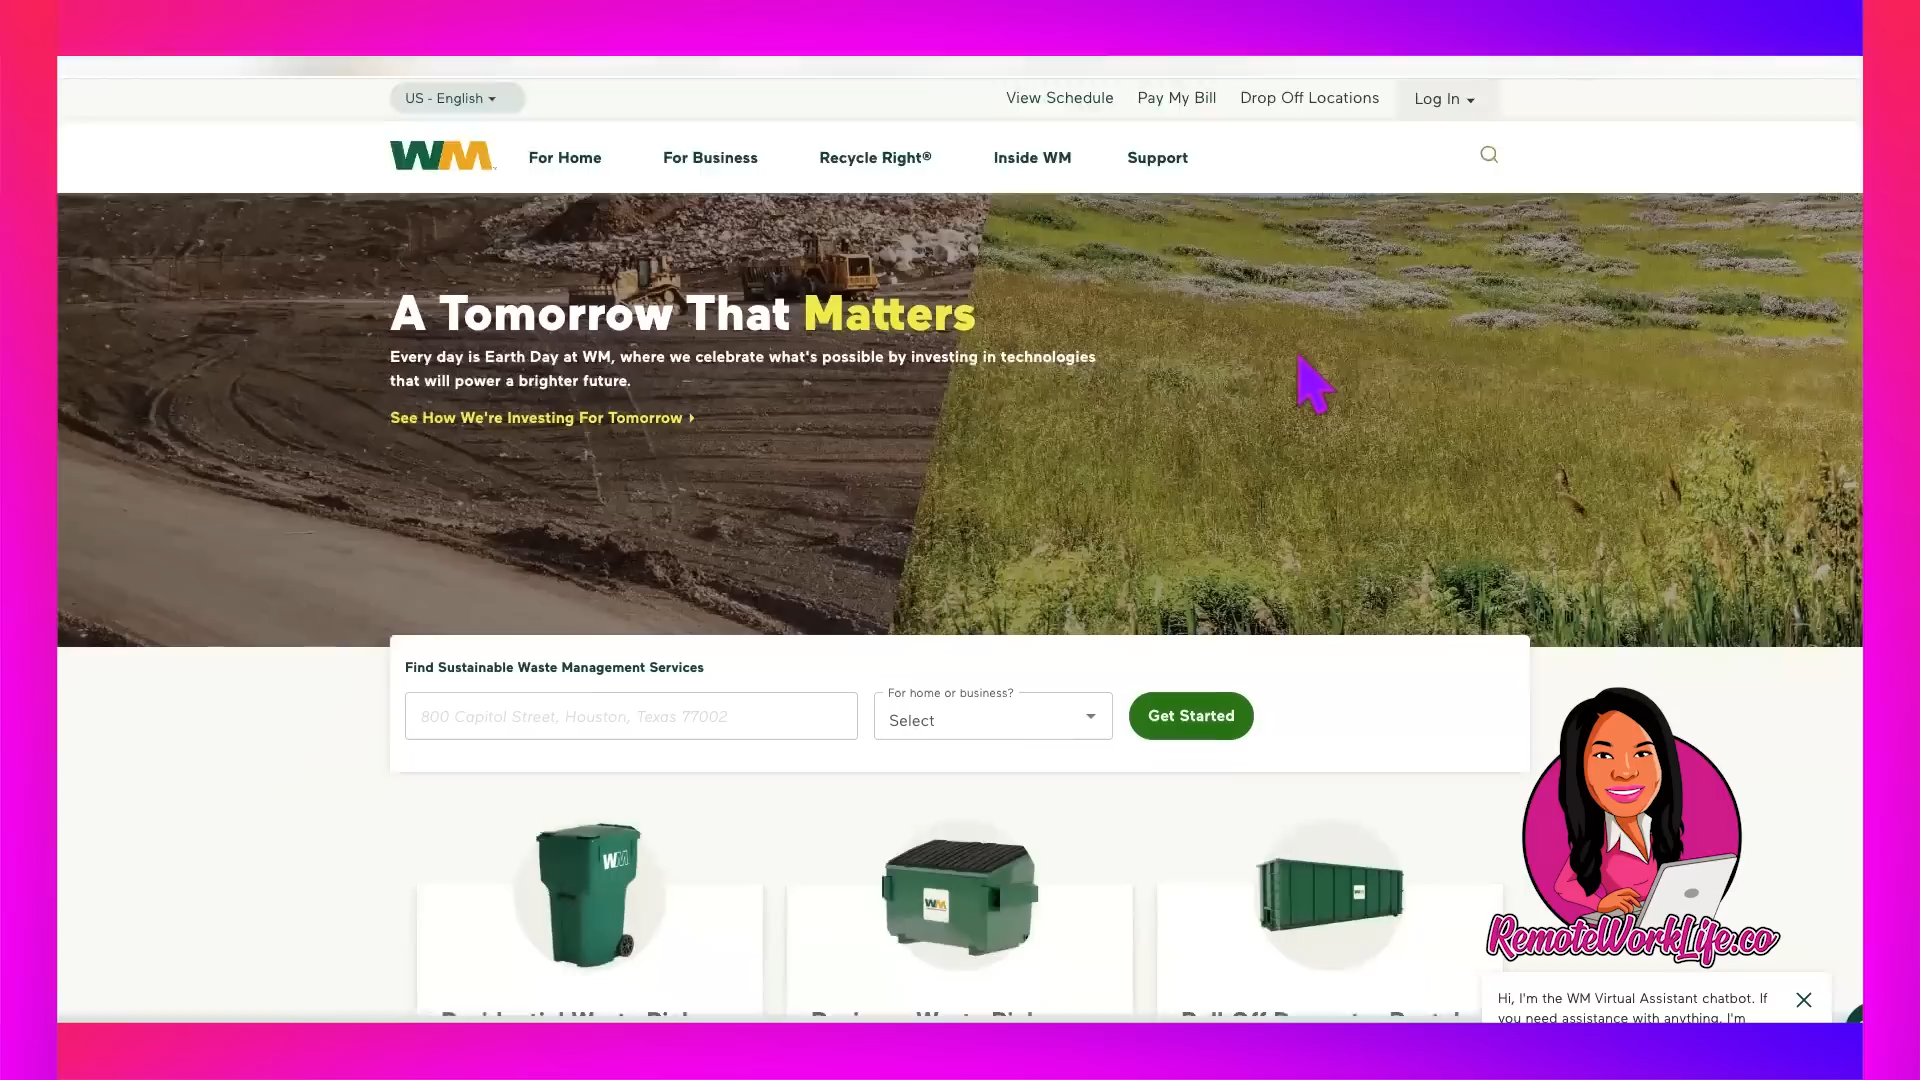 US - English
View Schedule
Pay My Bill
Drop Off Locations
Log In
WM
For Home
For Business
Recycle Right®
Inside WM
Support
A Tomorrow That Matters
Every day is Earth Day at WM, where we celebrate what's possible by investing in technologies
that will power a brighter future.
See How We're Investing For Tomorrow
Find Sustainable Waste Management Services
800 Capitol Street, Houston, Texas 77002
For home or business?
Select
Get Started
WM
WM
WM
RemoteWorkLife.co
Hi, I'm the WM Virtual Assistant chatbot. If
you need assistance with anything, I'm